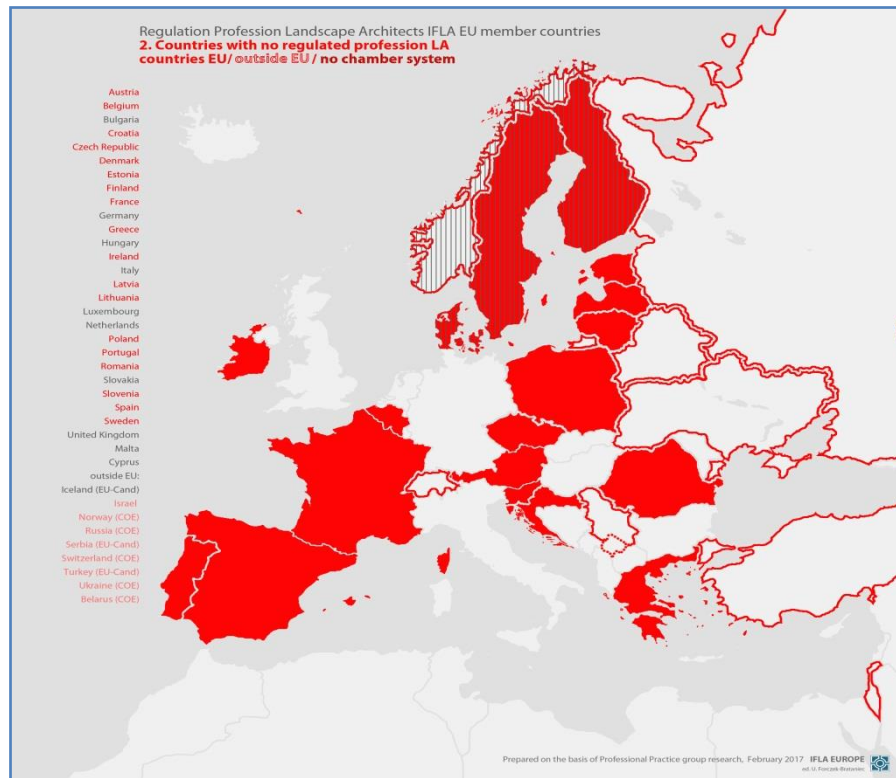 Regulation Profession Landscape Architects IFLA EU member countries
2. Countries with no regulated profession LA
countries EU/ outside EU / no chamber system
Austria
Belgium
Bulgaria
Croatia
Czech Republic
Denmark
Estonia
Finland
France
Germany
Greece
Hungary
Ireland
Italy
Latvia
Lithuania
Luxembourg
Netherlands
Poland
Portugal
Romania
Slovakia
Slovenia
Spain
Sweden
United Kingdom
Malta
Cyprus
outside EU:
Iceland (EU-Cand)
Israel
Norway (COE)
Russia (COE)
Serbia (EU-Cand)
Switzerland (COE)
Turkey (EU-Cand)
Ukraine (COE)
Belarus (COE)
Prepared on the basis of Professional Practice group research, February 2017 IFLA EUROPE
ed. U. Forczek-Brataniec